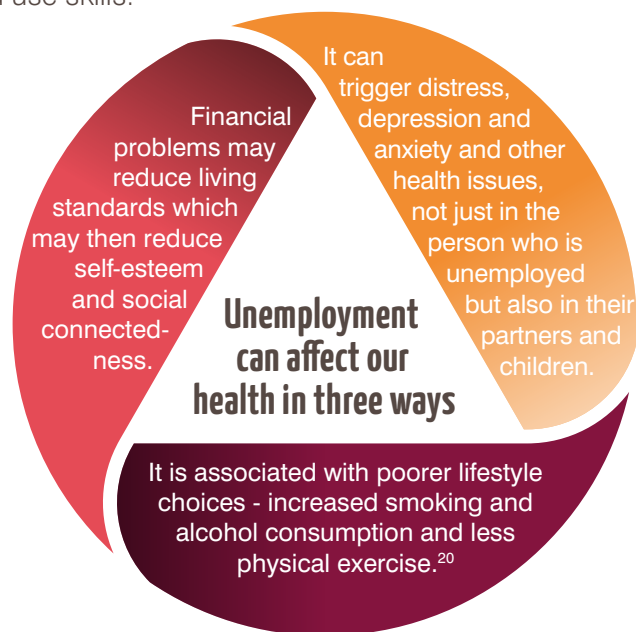 use skills.
Financial
problems may
reduce living
standards which
may then reduce
self-esteem
and social
connected-
ness.
It can
trigger distress,
depression and
anxiety and other
health issues,
not just in the
person who is
unemployed
but also in their
partners and
children.
Unemployment
can affect our
health in three ways
It is associated with poorer lifestyle
choices - increased smoking and
alcohol consumption and less
physical exercise.20